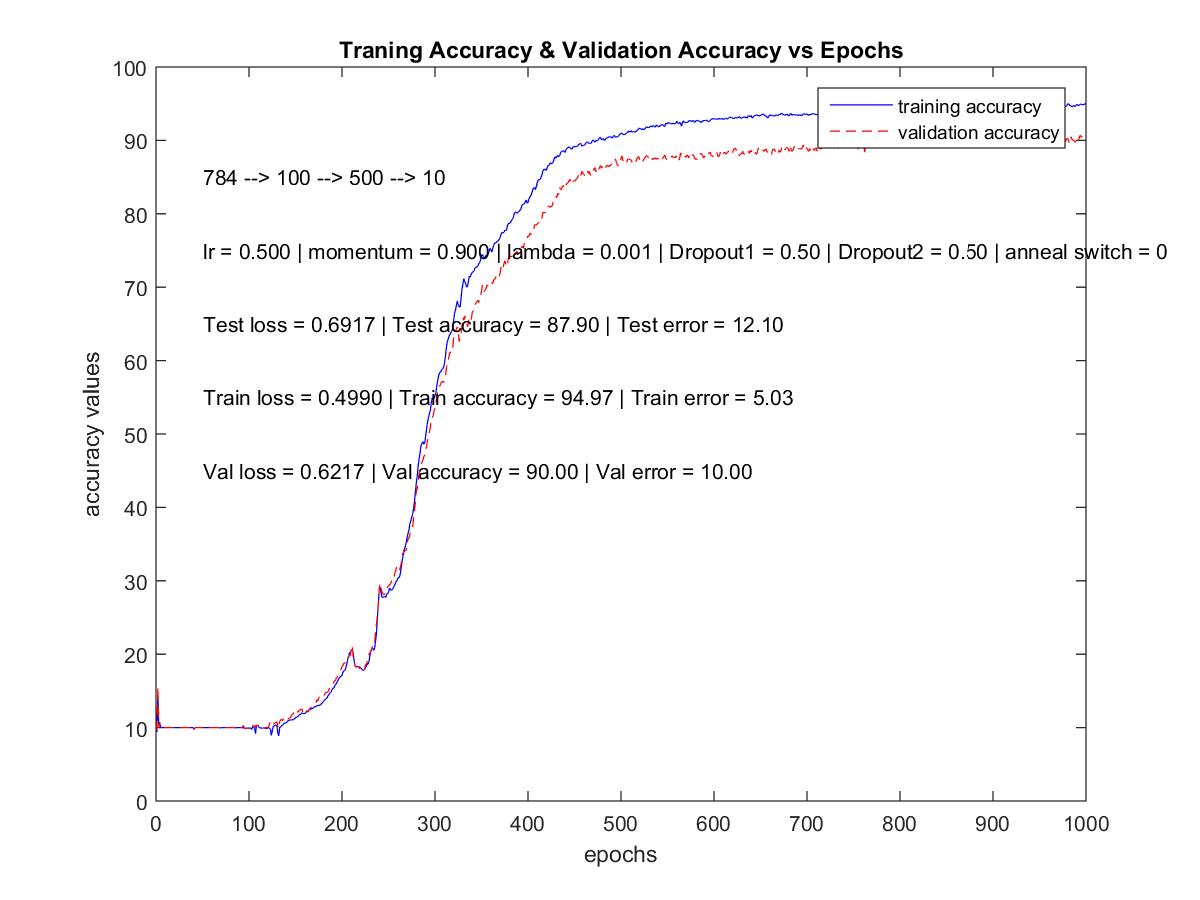 Traning Accuracy & Validation Accuracy vs Epochs
100
90
80
70
60
50
40
30
20
10
0
accuracy values
training accuracy
validation accuracy
784 --> 100 --> 500 --> 10
lr = 0.500 | momentum = 0.900 | lambda = 0.001 | Dropout1 = 0.50 | Dropout2 = 0.50 | anneal switch = 0
Test loss = 0.6917 | Test accuracy = 87.90 | Test error = 12.10
Train loss = 0.4990 | Train accuracy = 94.97 | Train error = 5.03
Val loss = 0.6217 | Val accuracy = 90.00 | Val error = 10.00
0 100 200 300 400 500 600 700 800 900 1000
epochs